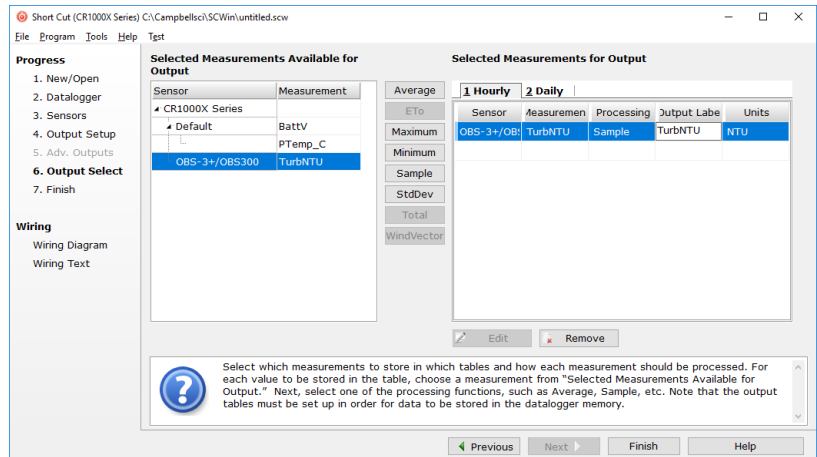 Short Cut (CR1000X Series) C:\Campbellsci\SCWin\untitled.scw
File Program Tools Help Test
Progress
1. New/Open
2. Datalogger
3. Sensors
4. Output Setup
5. Adv. Outputs
6. Output Select
7. Finish
Wiring
Wiring Diagram
Wiring Text
Selected Measurements Available for
Output
Sensor Measurement
CR1000X Series
Default BattV
PTemp_C
OBS-3+/OBS300 TurbNTU
Average
ETo
Maximum
Minimum
Sample
StdDev
Total
WindVector
Selected Measurements for Output
1 Hourly 2 Daily
Sensor Measuremen Processing Output Labe Units
OBS-3+/OBS TurbNTU Sample TurbNTU NTU
Edit Remove
Select which measurements to store in which tables and how each measurement should be processed. For
each value to be stored in the table, choose a measurement from “Selected Measurements Available for
Output.” Next, select one of the processing functions, such as Average, Sample, etc. Note that the output
tables must be set up in order for data to be stored in the datalogger memory.
Previous Next Finish Help